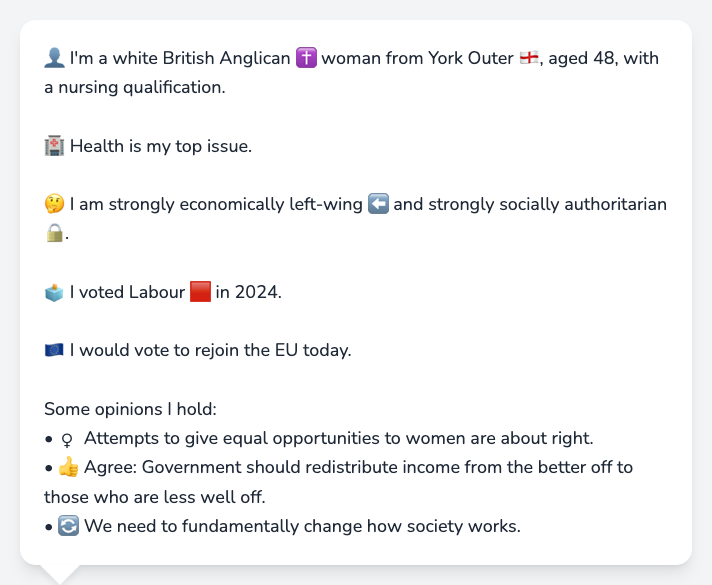 👤 I'm a white British Anglican ✝️ woman from York Outer 🏴󠁧󠁢󠁥󠁮󠁧󠁿, aged 48, with
a nursing qualification.
🏥 Health is my top issue.
🤔 I am strongly economically left-wing ⬅️ and strongly socially authoritarian
🔒.
🗳️ I voted Labour 🟥 in 2024.
🇪🇺 I would vote to rejoin the EU today.
Some opinions I hold:
• ♀ Attempts to give equal opportunities to women are about right.
• 👍 Agree: Government should redistribute income from the better off to
those who are less well off.
• 🔄 We need to fundamentally change how society works.